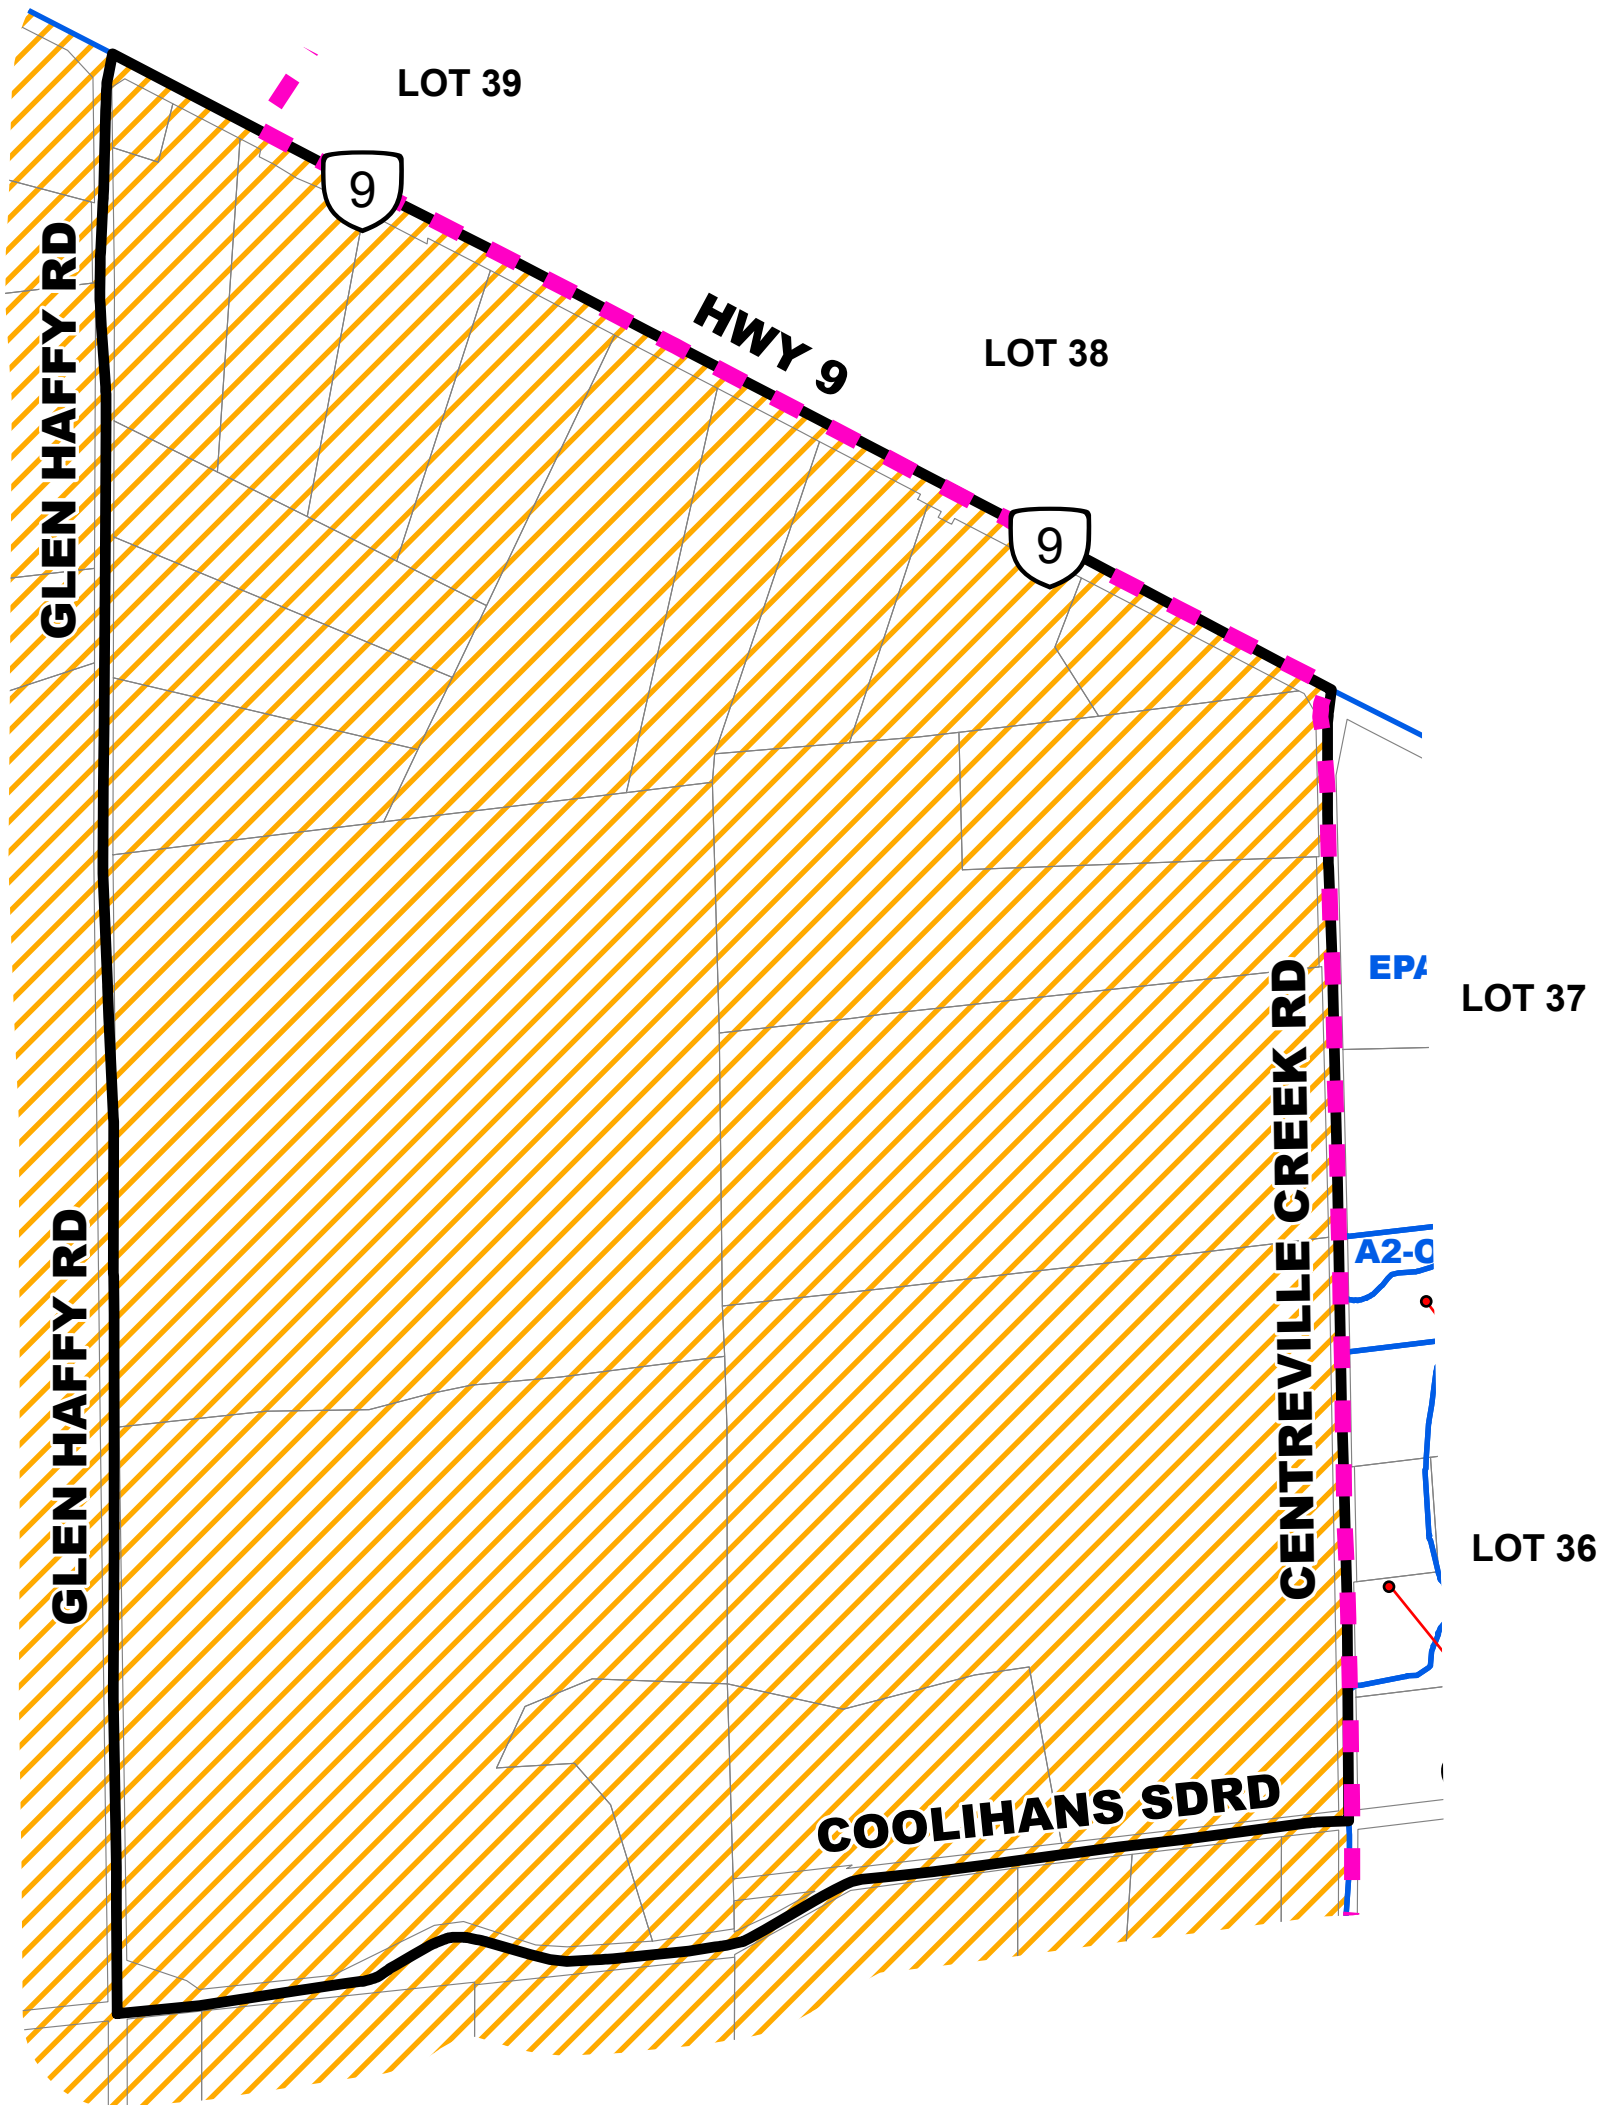 LOT 39
9
HWY 9
LOT 38
GLEN HAFFY RD
9
EPA
LOT 37
CENTREVILLE CREEK RD
A2-O
GLEN HAFFY RD
LOT 36
COOLIHANS SDRD